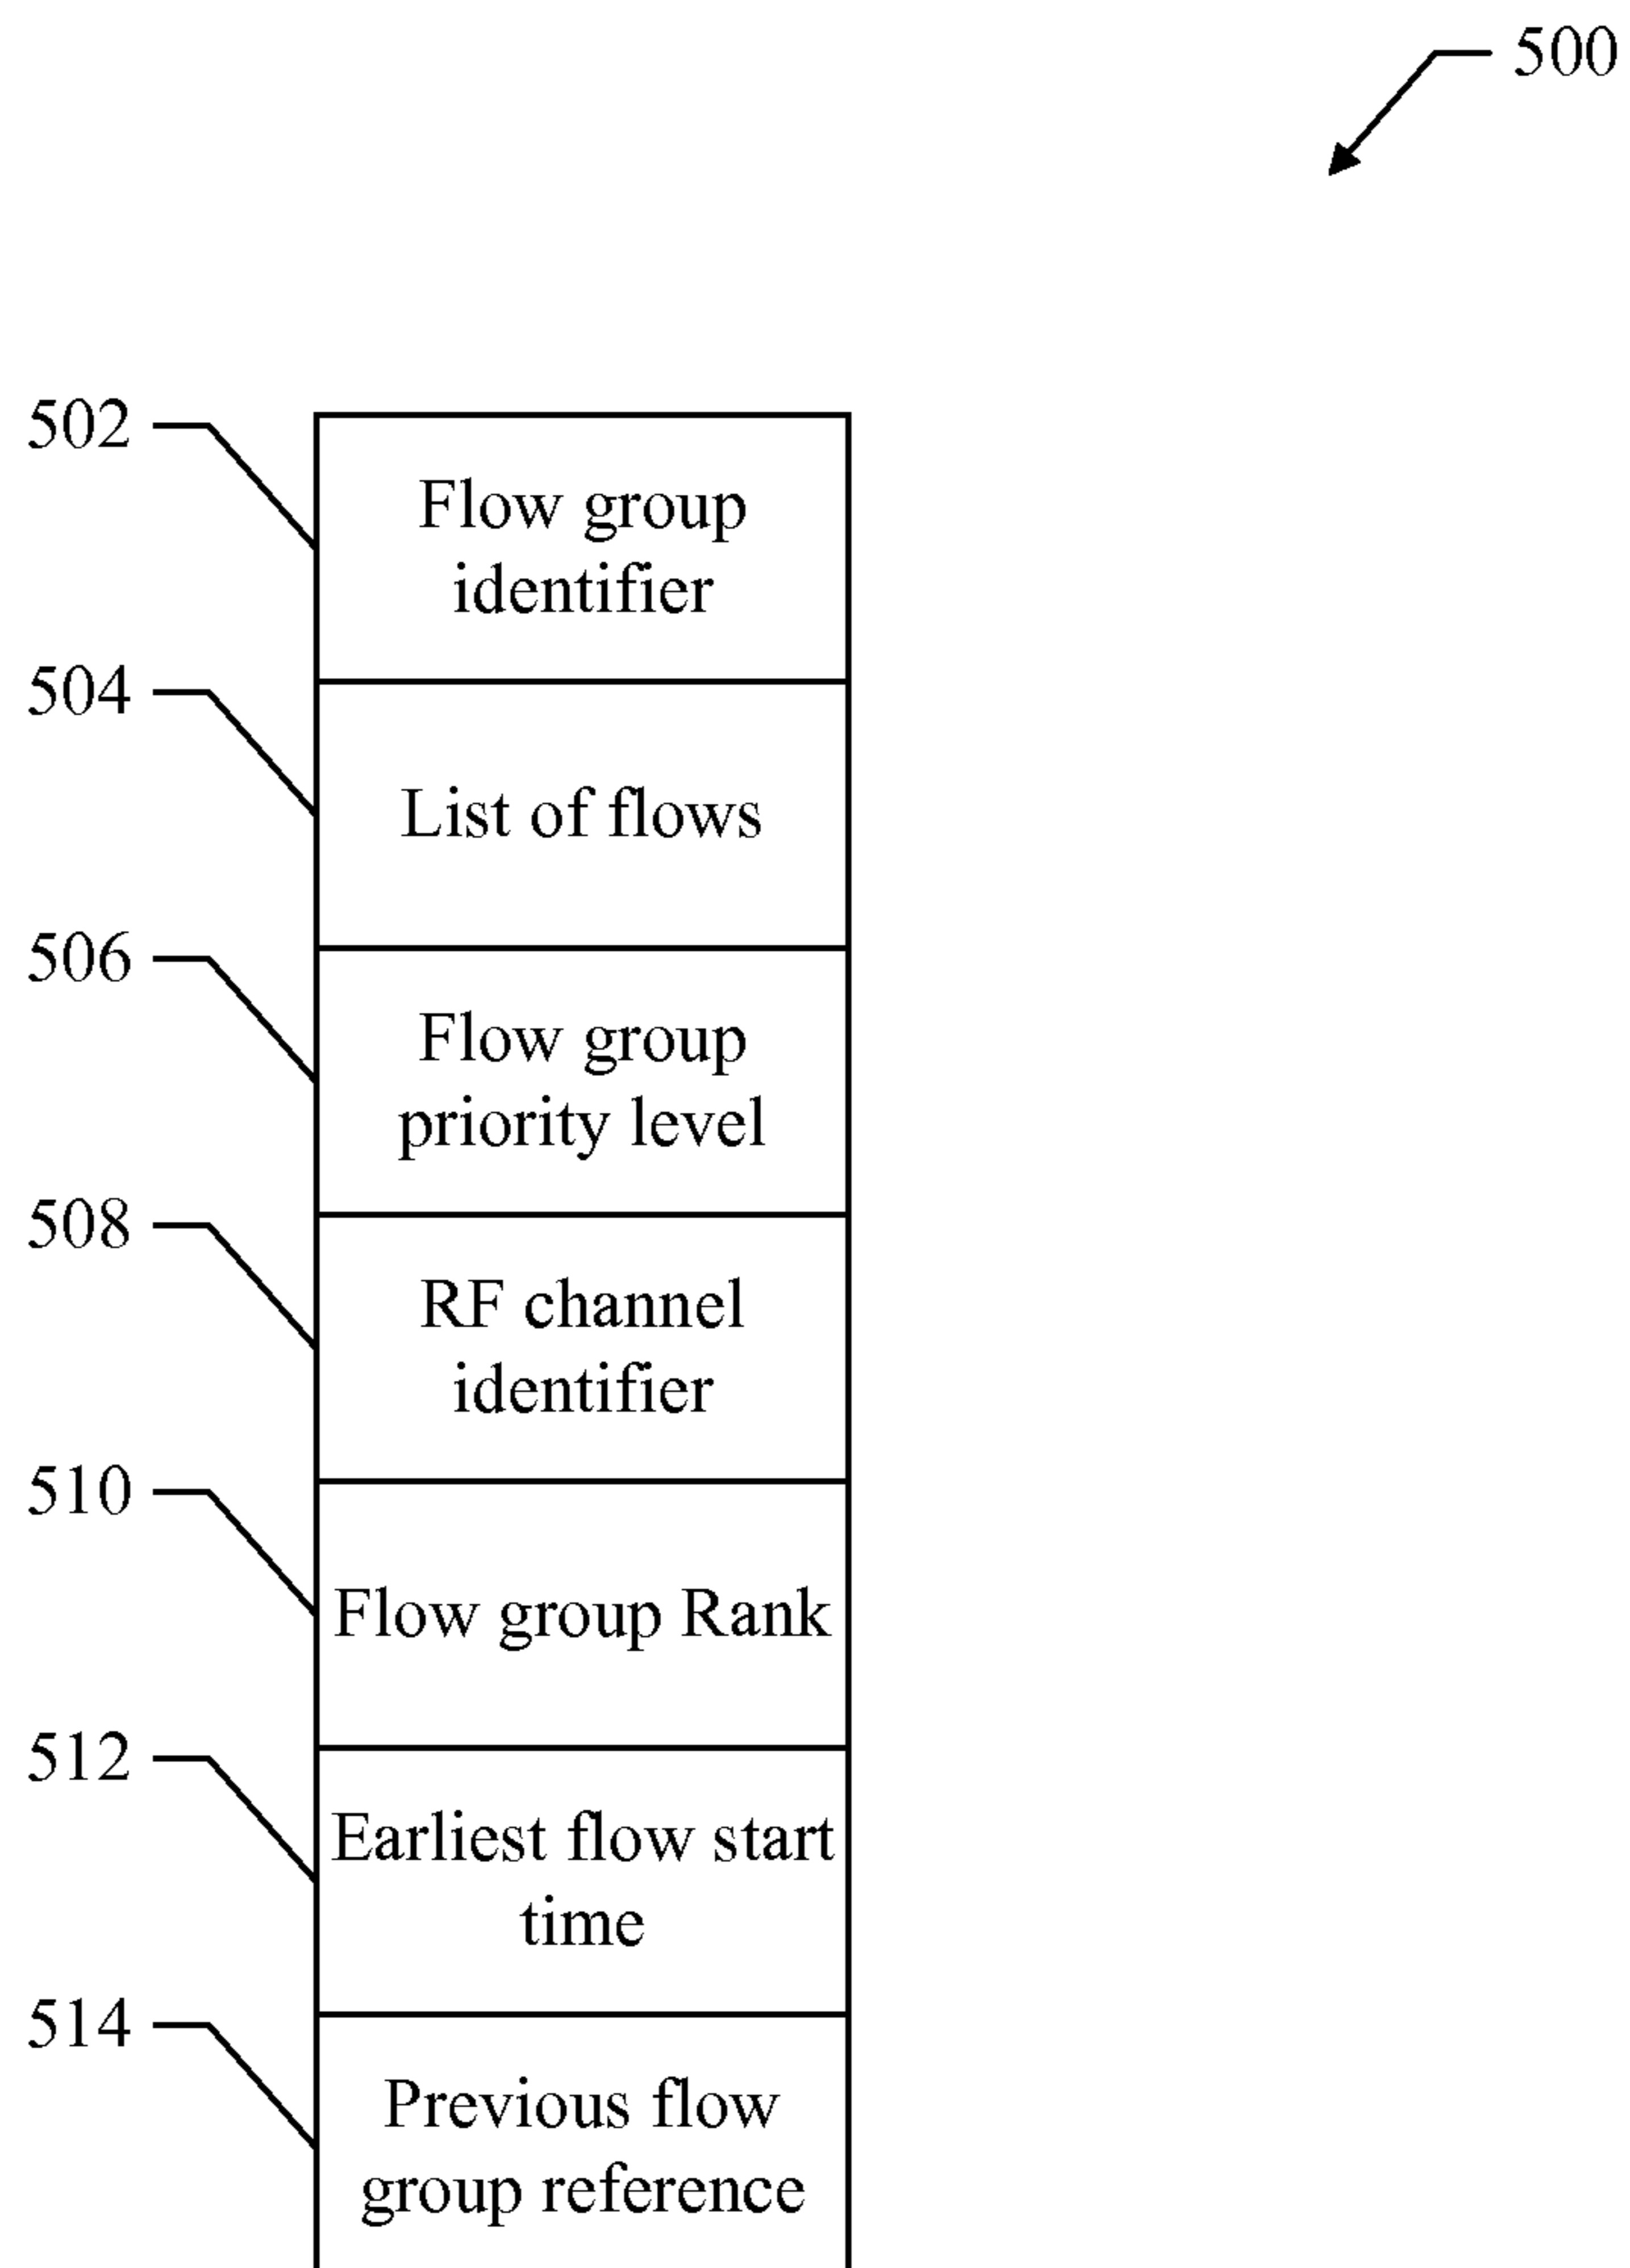 500
502
Flow group
identifier
504
List of flows
506
Flow group
priority level
508
RF channel
identifier
510
Flow group Rank
512
Earliest flow start
time
514
Previous flow
group reference